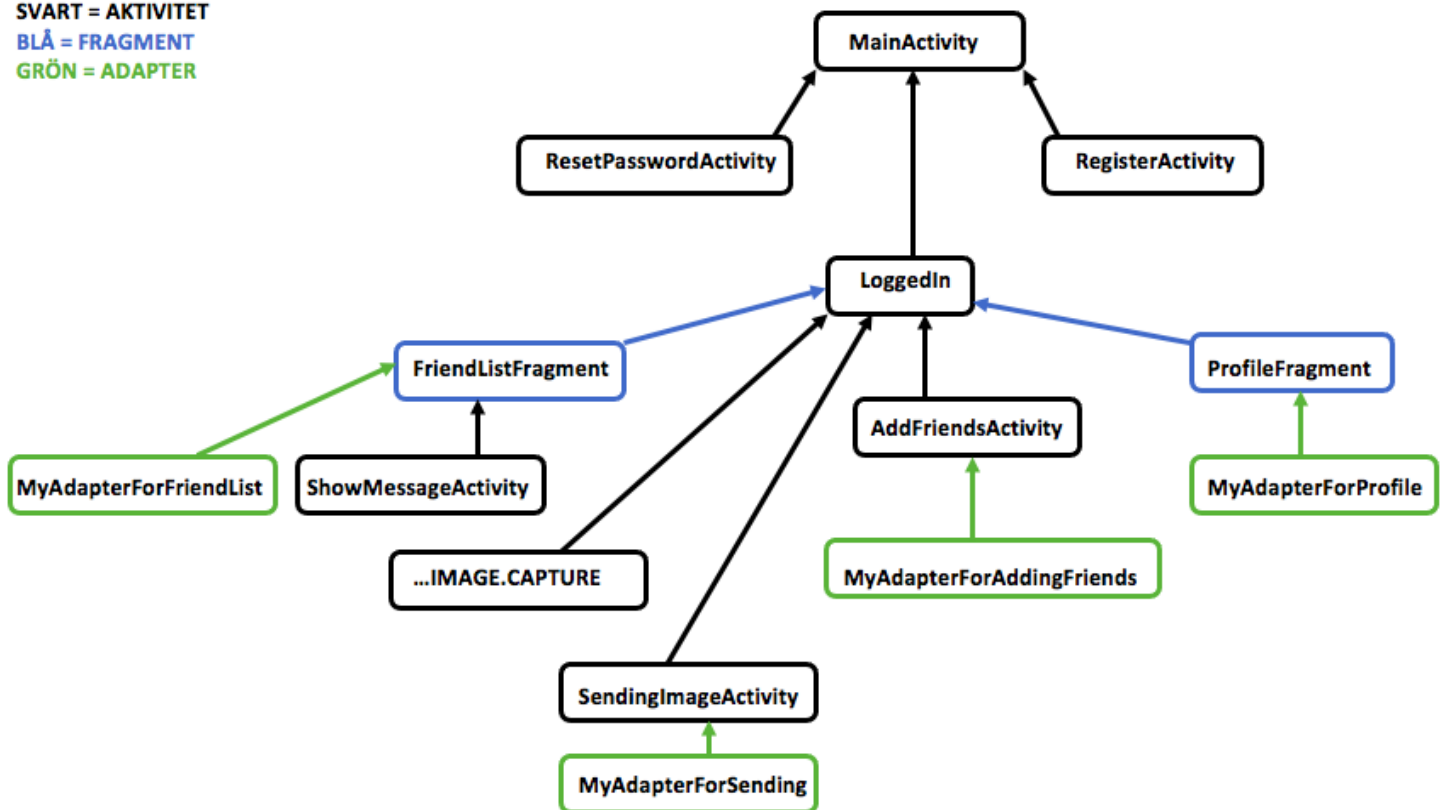 SVART = AKTIVITET
BLÅ = FRAGMENT
GRÖN = ADAPTER
MainActivity
ResetPasswordActivity
RegisterActivity
LoggedIn
FriendListFragment
ProfileFragment
AddFriendsActivity
MyAdapterForFriendList
ShowMessageActivity
MyAdapterForProfile
...IMAGE.CAPTURE
MyAdapterForAddingFriends
SendingImageActivity
MyAdapterForSending